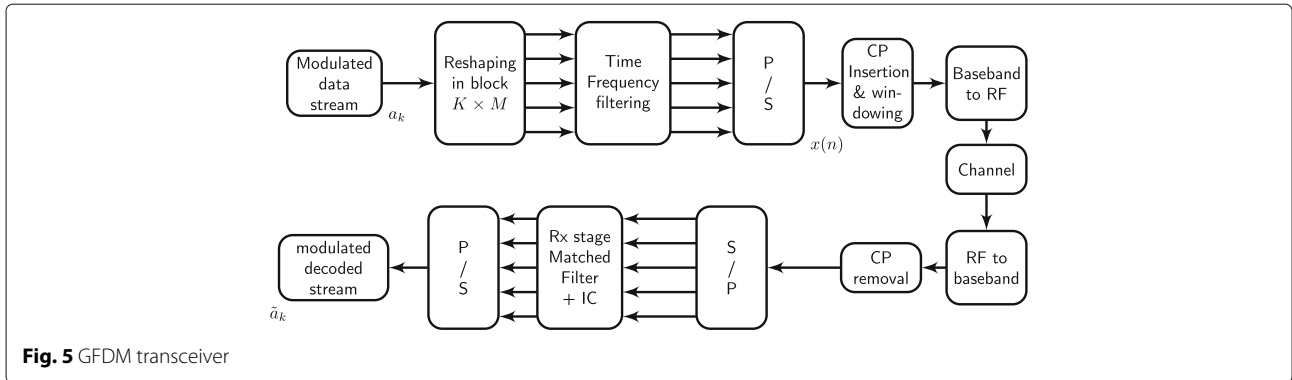 Modulated
data
stream
a_k
Reshaping
in block
K × M
Time
Frequency
filtering
P
/
S
x(n)
CP
Insertion
& win-
dowing
Baseband
to RF
Channel
RF to
baseband
CP
removal
S
/
P
Rx stage
Matched
Filter
+ IC
P
/
S
modulated
decoded
stream
ã_k
Fig. 5 GFDM transceiver